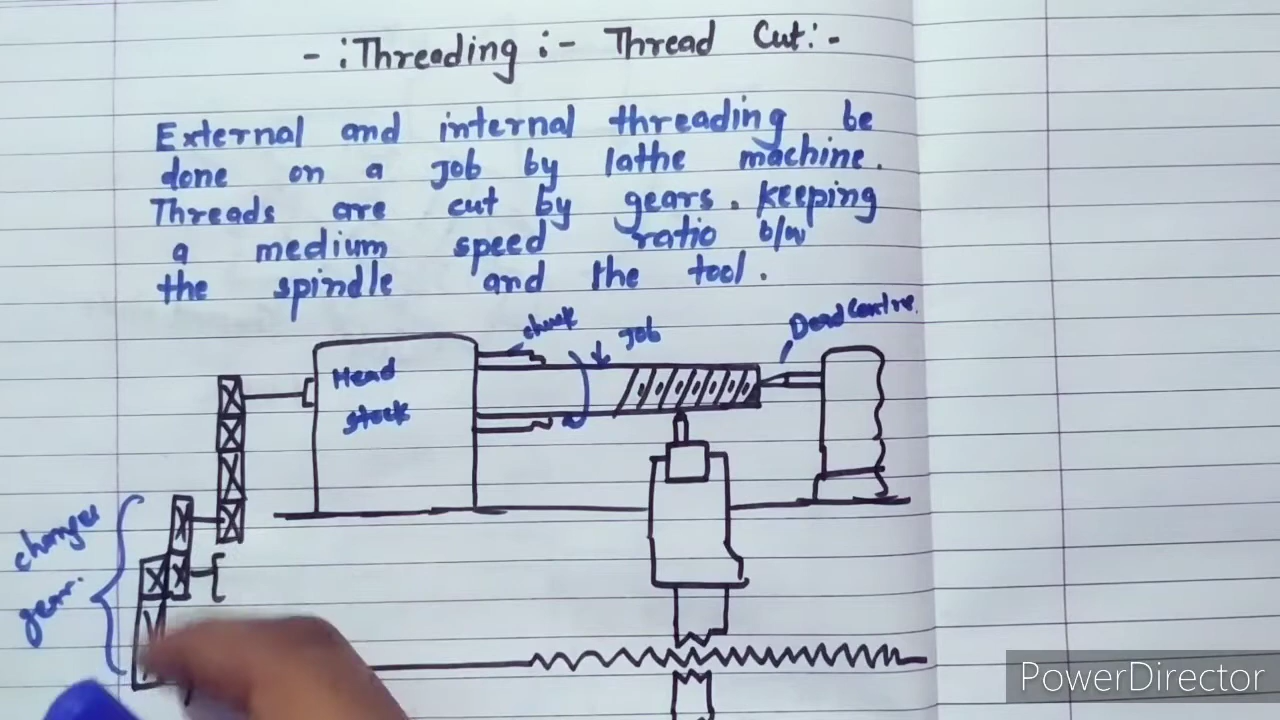 - : Threading : - Thread Cut : -
External and internal threading be
done on a Job by lathe machine.
Threads are cut by gears. keeping
a medium speed ratio b/w
the spindle and the tool.
chuck
Job
Dead Centre.
Head
stock
changes
gear.
PowerDirector